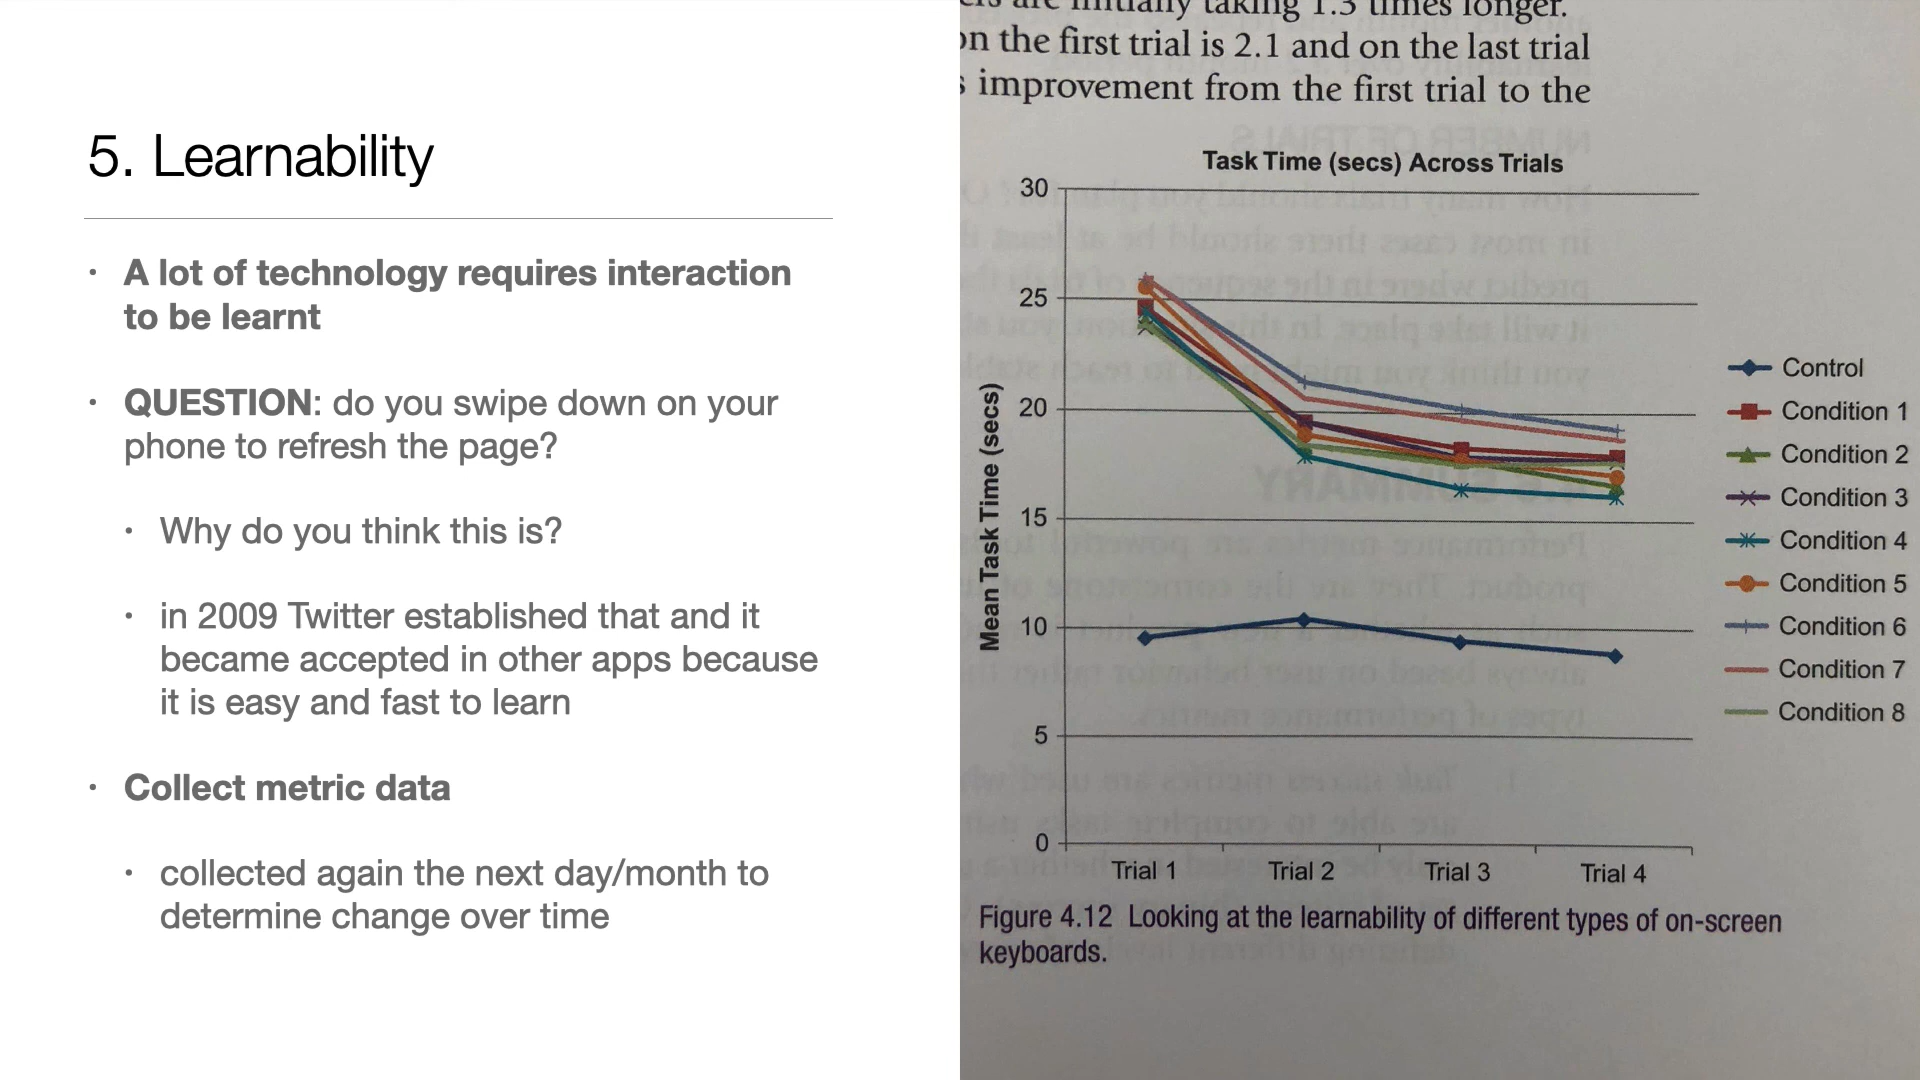 5. Learnability
• A lot of technology requires interaction
to be learnt
• QUESTION: do you swipe down on your
phone to refresh the page?
• Why do you think this is?
• in 2009 Twitter established that and it
became accepted in other apps because
it is easy and fast to learn
• Collect metric data
• collected again the next day/month to
determine change over time
are initially taking 1.3 times longer.
on the first trial is 2.1 and on the last trial
improvement from the first trial to the
Task Time (secs) Across Trials
Mean Task Time (secs)
30
25
20
15
10
5
0
Trial 1 Trial 2 Trial 3 Trial 4
Control
Condition 1
Condition 2
Condition 3
Condition 4
Condition 5
Condition 6
Condition 7
Condition 8
Figure 4.12 Looking at the learnability of different types of on-screen
keyboards.